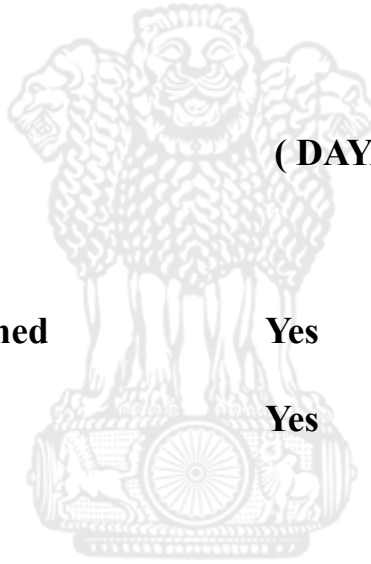 ( DAY
ned Yes
Yes